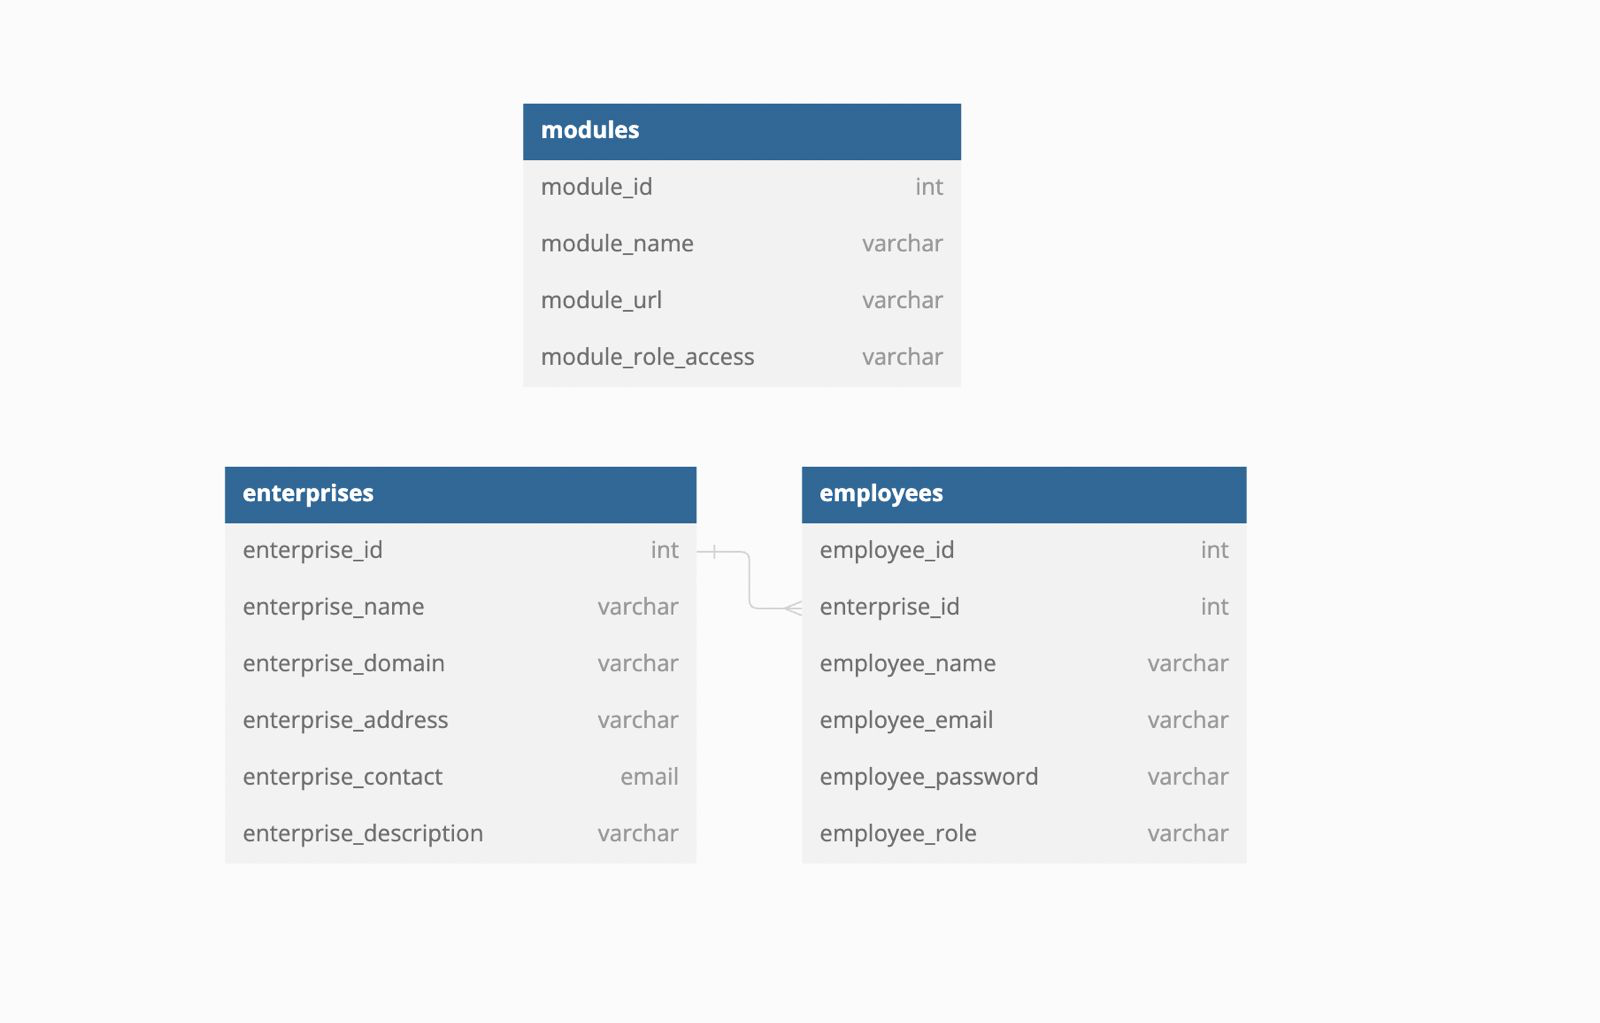 modules
module_id int
module_name varchar
module_url varchar
module_role_access varchar
enterprises
enterprise_id int
enterprise_name varchar
enterprise_domain varchar
enterprise_address varchar
enterprise_contact email
enterprise_description varchar
employees
employee_id int
enterprise_id int
employee_name varchar
employee_email varchar
employee_password varchar
employee_role varchar